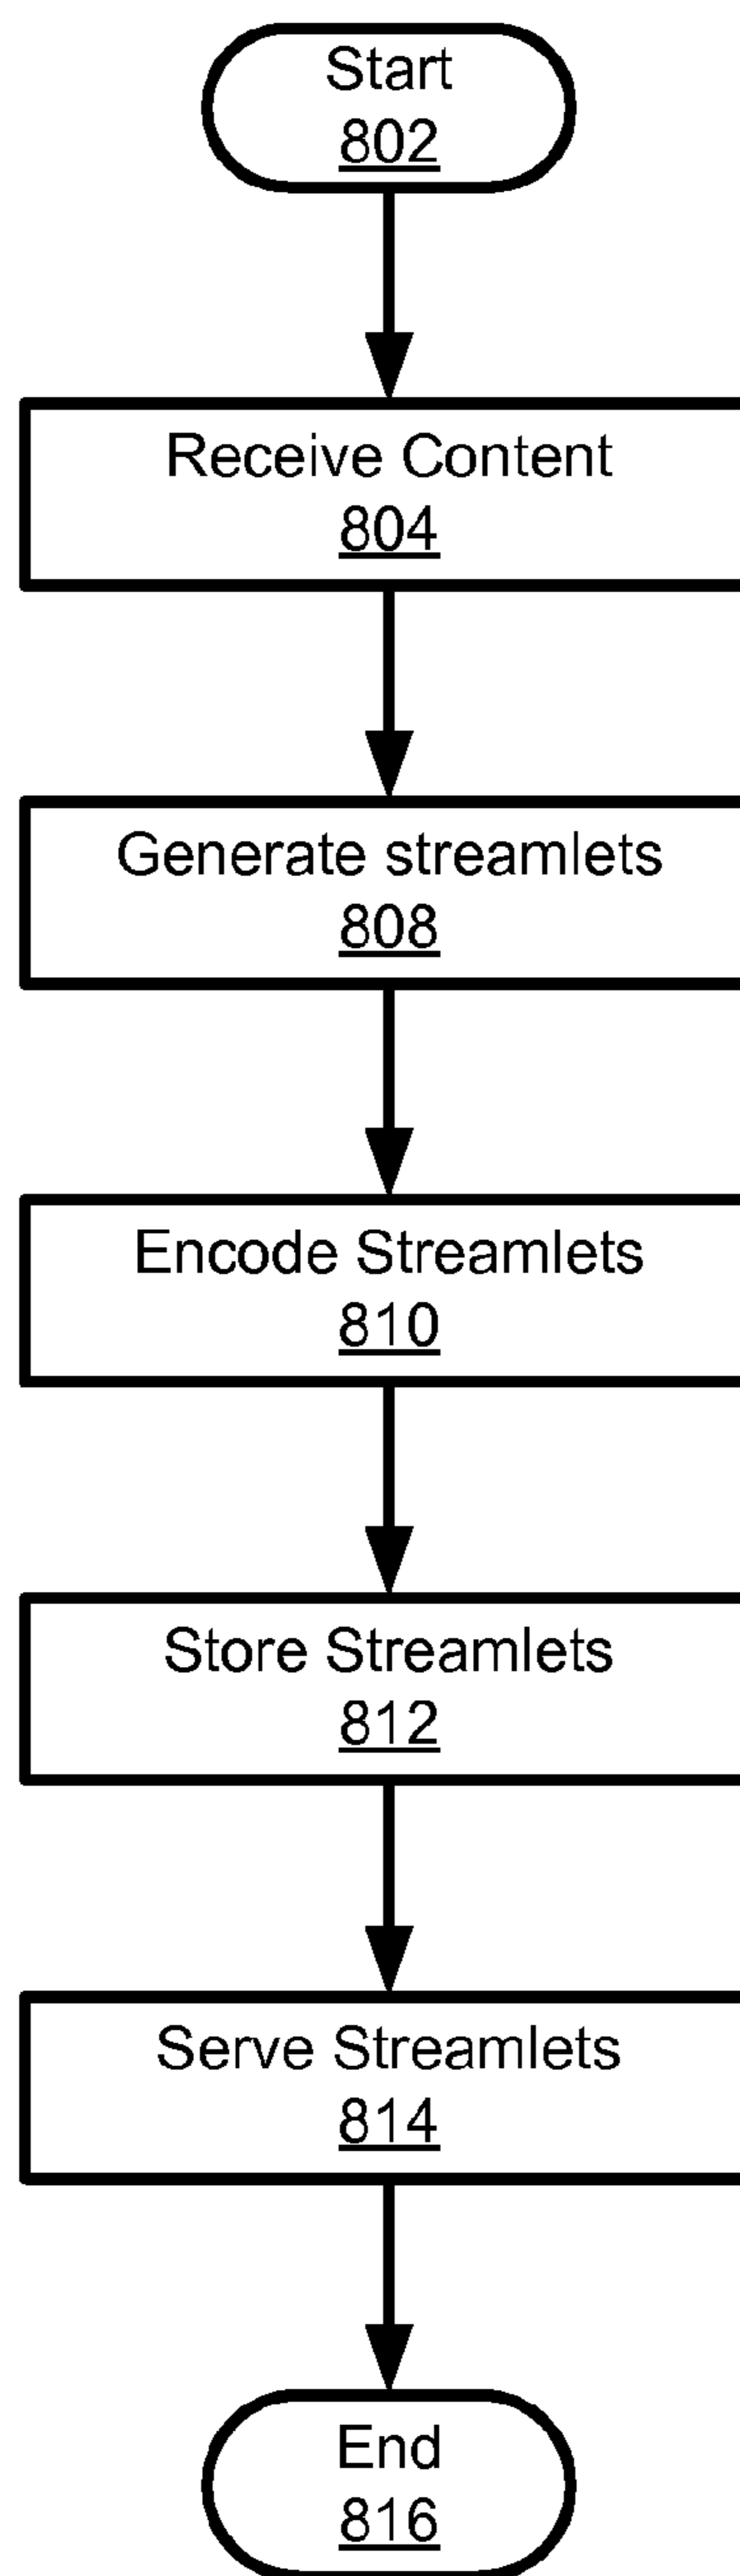 Start
802
Receive Content
804
Generate streamlets
808
Encode Streamlets
810
Store Streamlets
812
Serve Streamlets
814
End
816